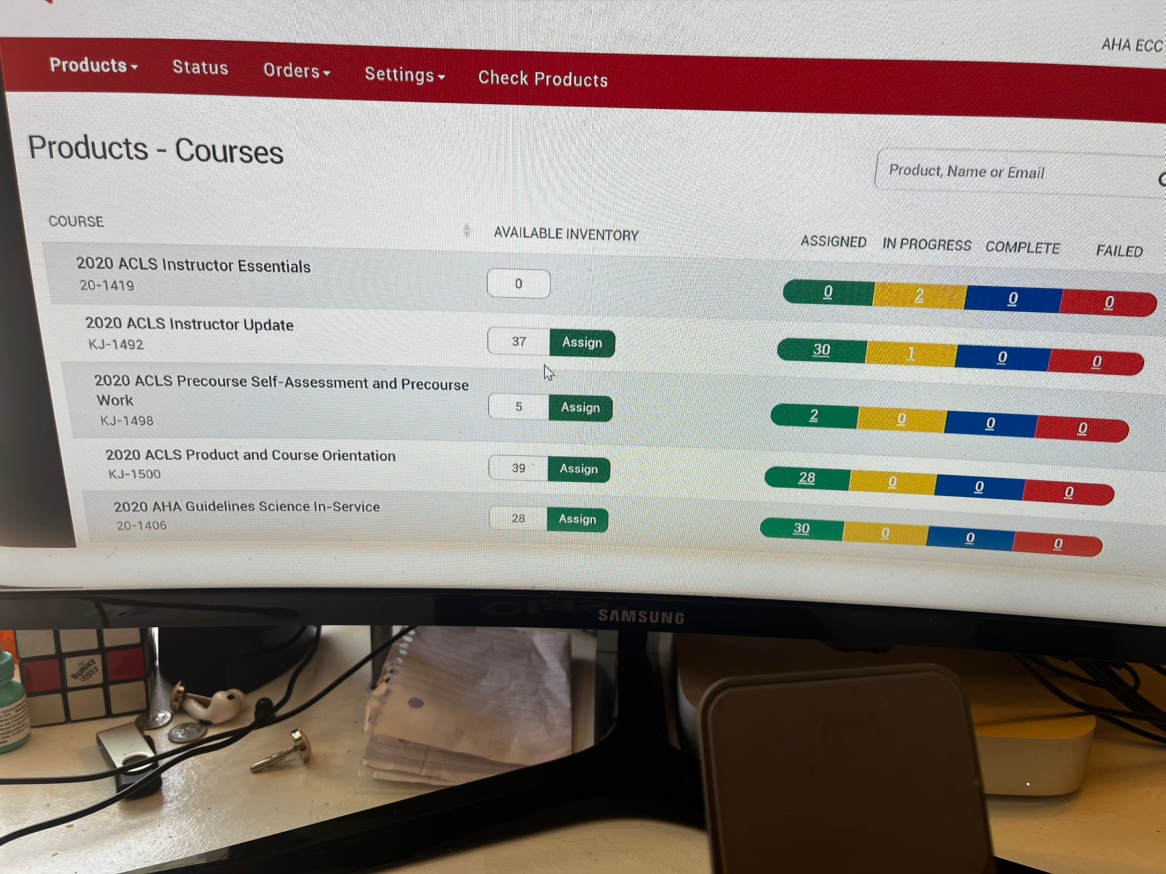 AHA ECC
Products Status Orders Settings Check Products
Products - Courses
Product, Name or Email
COURSE AVAILABLE INVENTORY ASSIGNED IN PROGRESS COMPLETE FAILED
2020 ACLS Instructor Essentials 0 0 2 0 0
20-1419
2020 ACLS Instructor Update 37 Assign 30 1 0 0
KJ-1492
2020 ACLS Precourse Self-Assessment and Precourse
Work 5 Assign 2 0 0 0
KJ-1498
2020 ACLS Product and Course Orientation 39 Assign 28 0 0 0
KJ-1500
2020 AHA Guidelines Science In-Service 28 Assign 30 0 0 0
20-1406
SAMSUNG